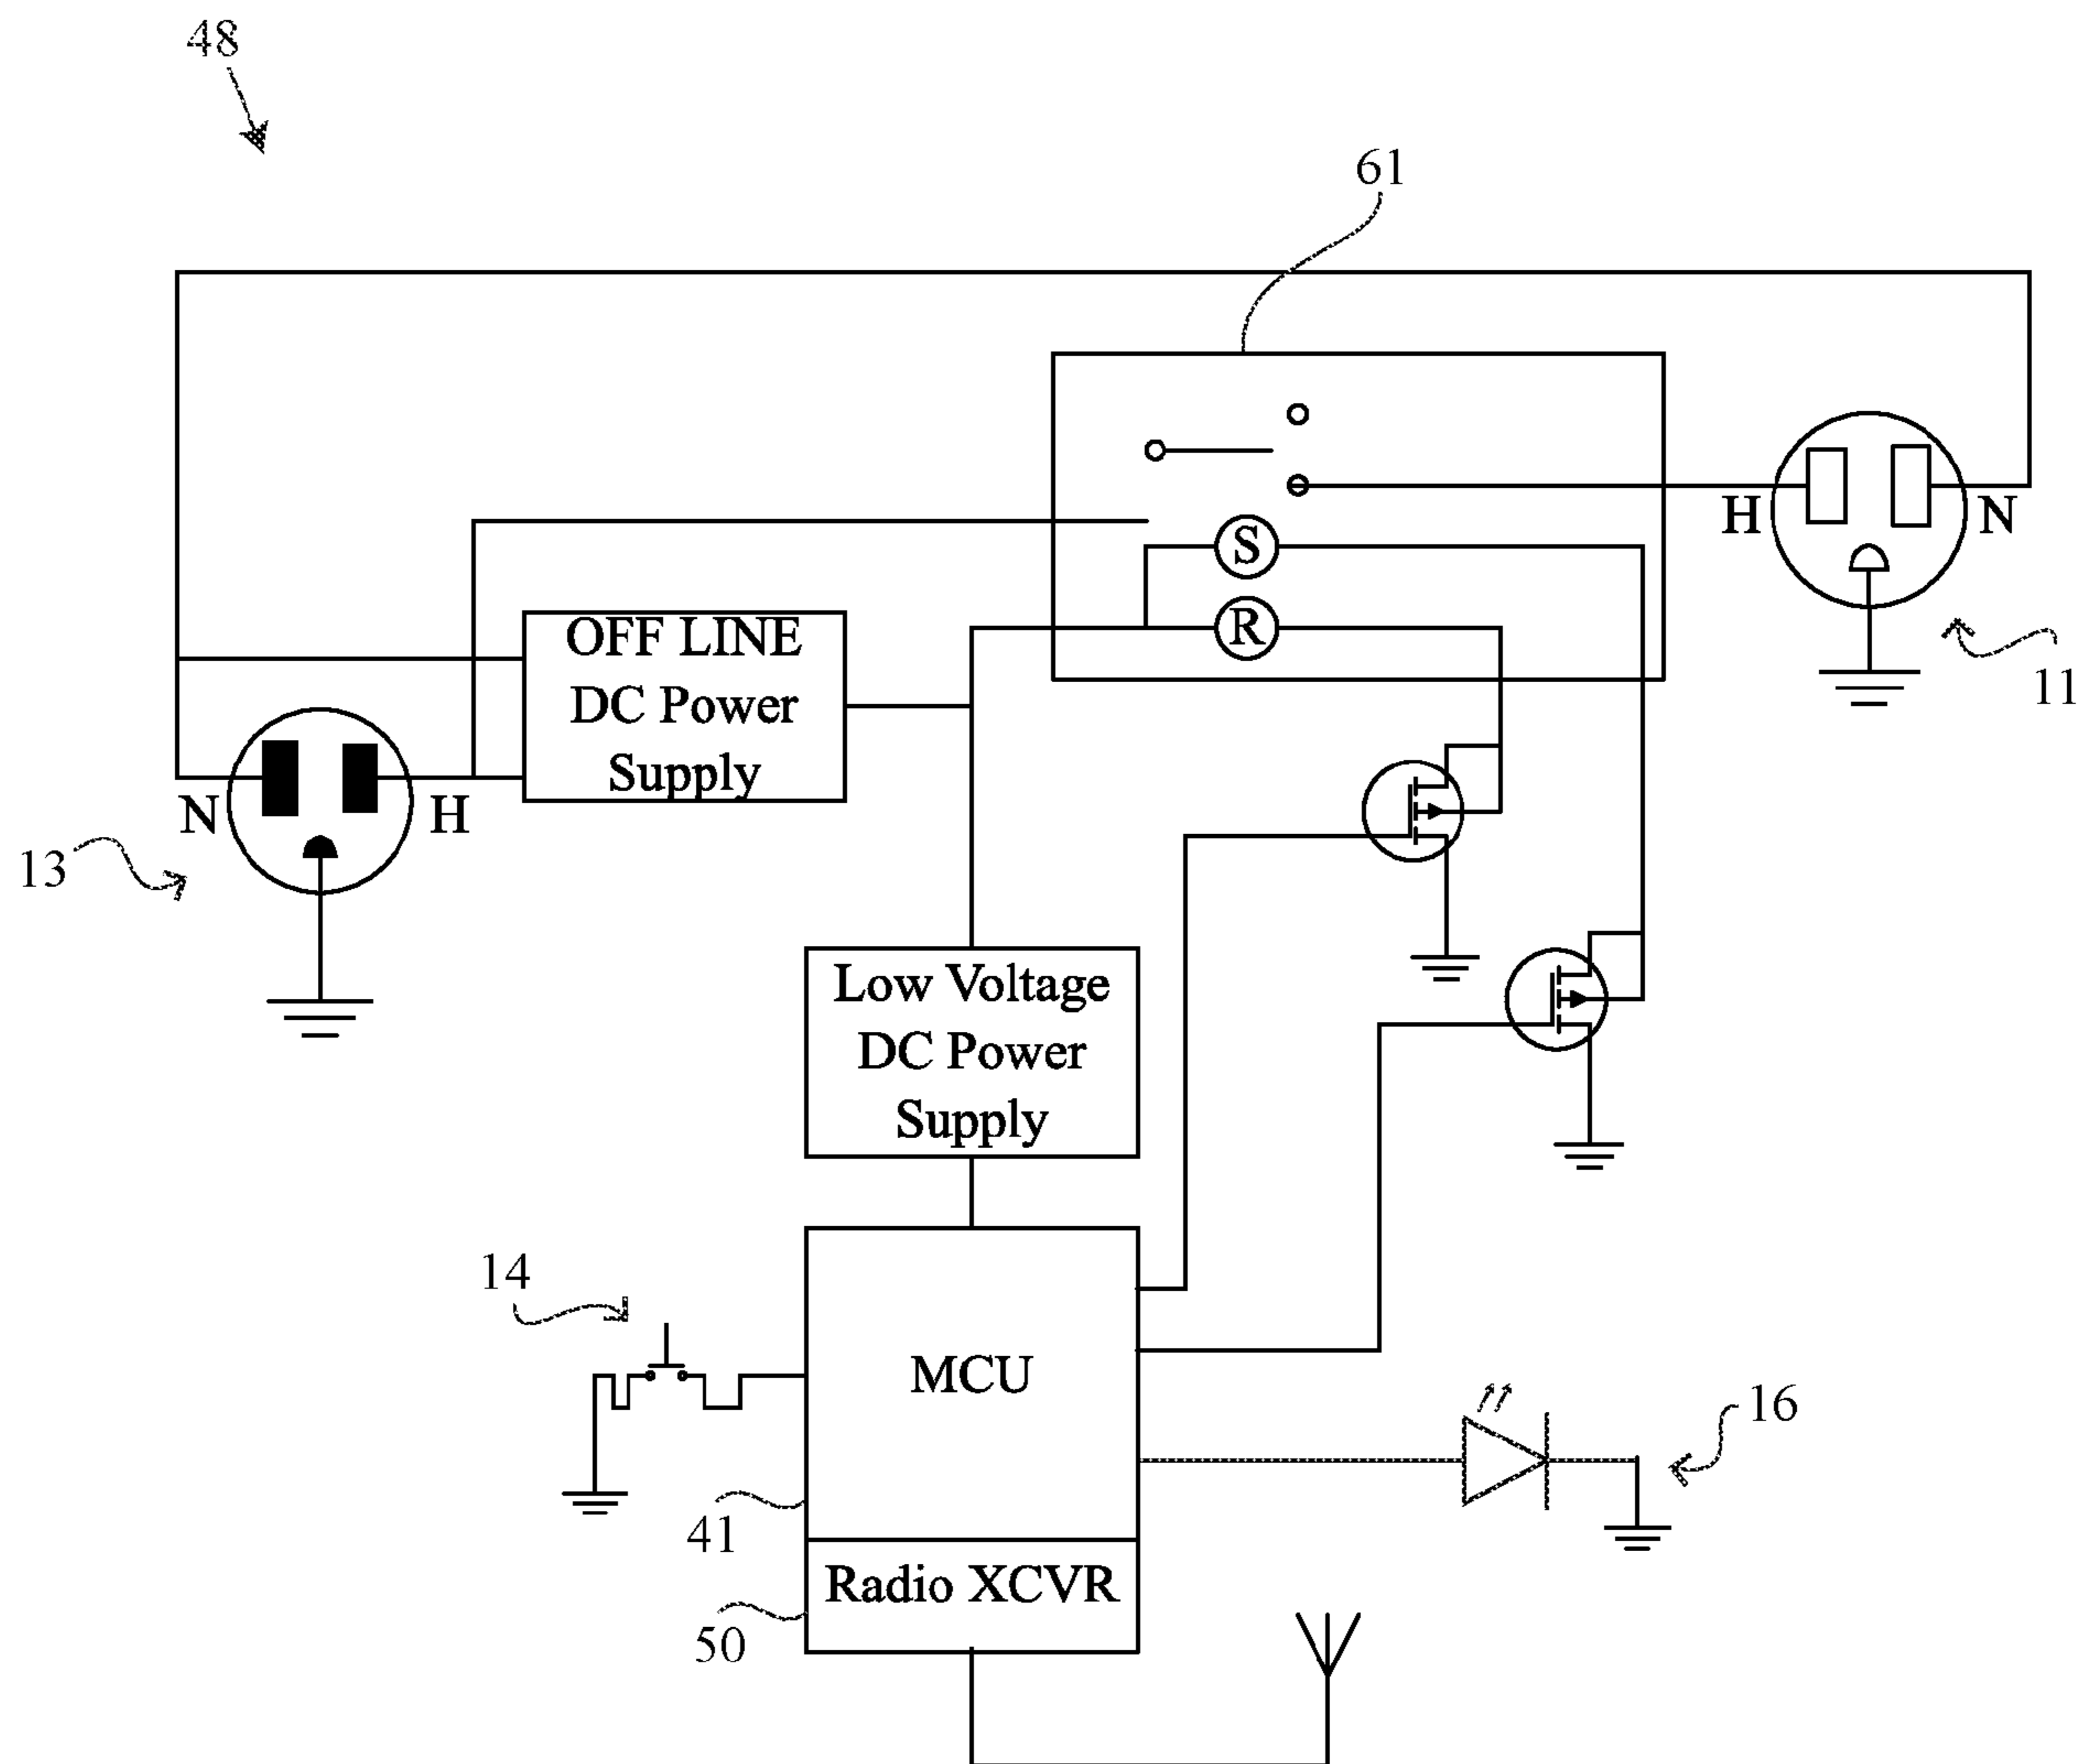 48
61
H
N
S
R
11
OFF LINE
DC Power
Supply
N
H
13
Low Voltage
DC Power
Supply
14
MCU
16
41
Radio XCVR
50